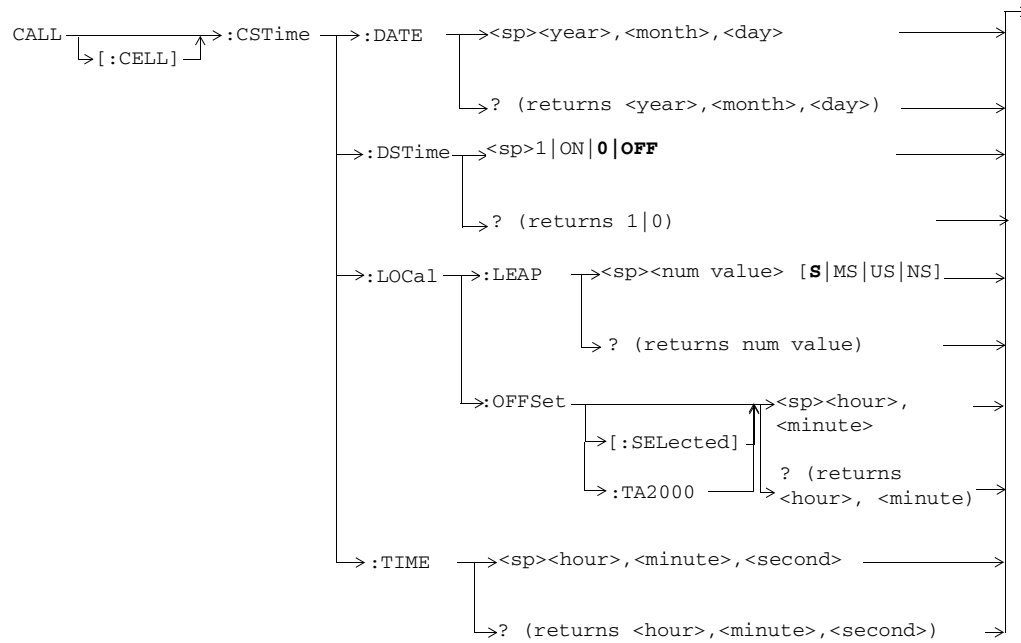 CALL :CSTime :DATE <sp><year>,<month>,<day>
[:CELL]
? (returns <year>,<month>,<day>)
:DSTime <sp>1|ON|0|OFF
? (returns 1|0)
:LOCal :LEAP <sp><num value> [S|MS|US|NS]
? (returns num value)
:OFFSet <sp><hour>,
<minute>
[:SELected]
:TA2000
? (returns
<hour>, <minute>)
:TIME <sp><hour>,<minute>,<second>
? (returns <hour>,<minute>,<second>)